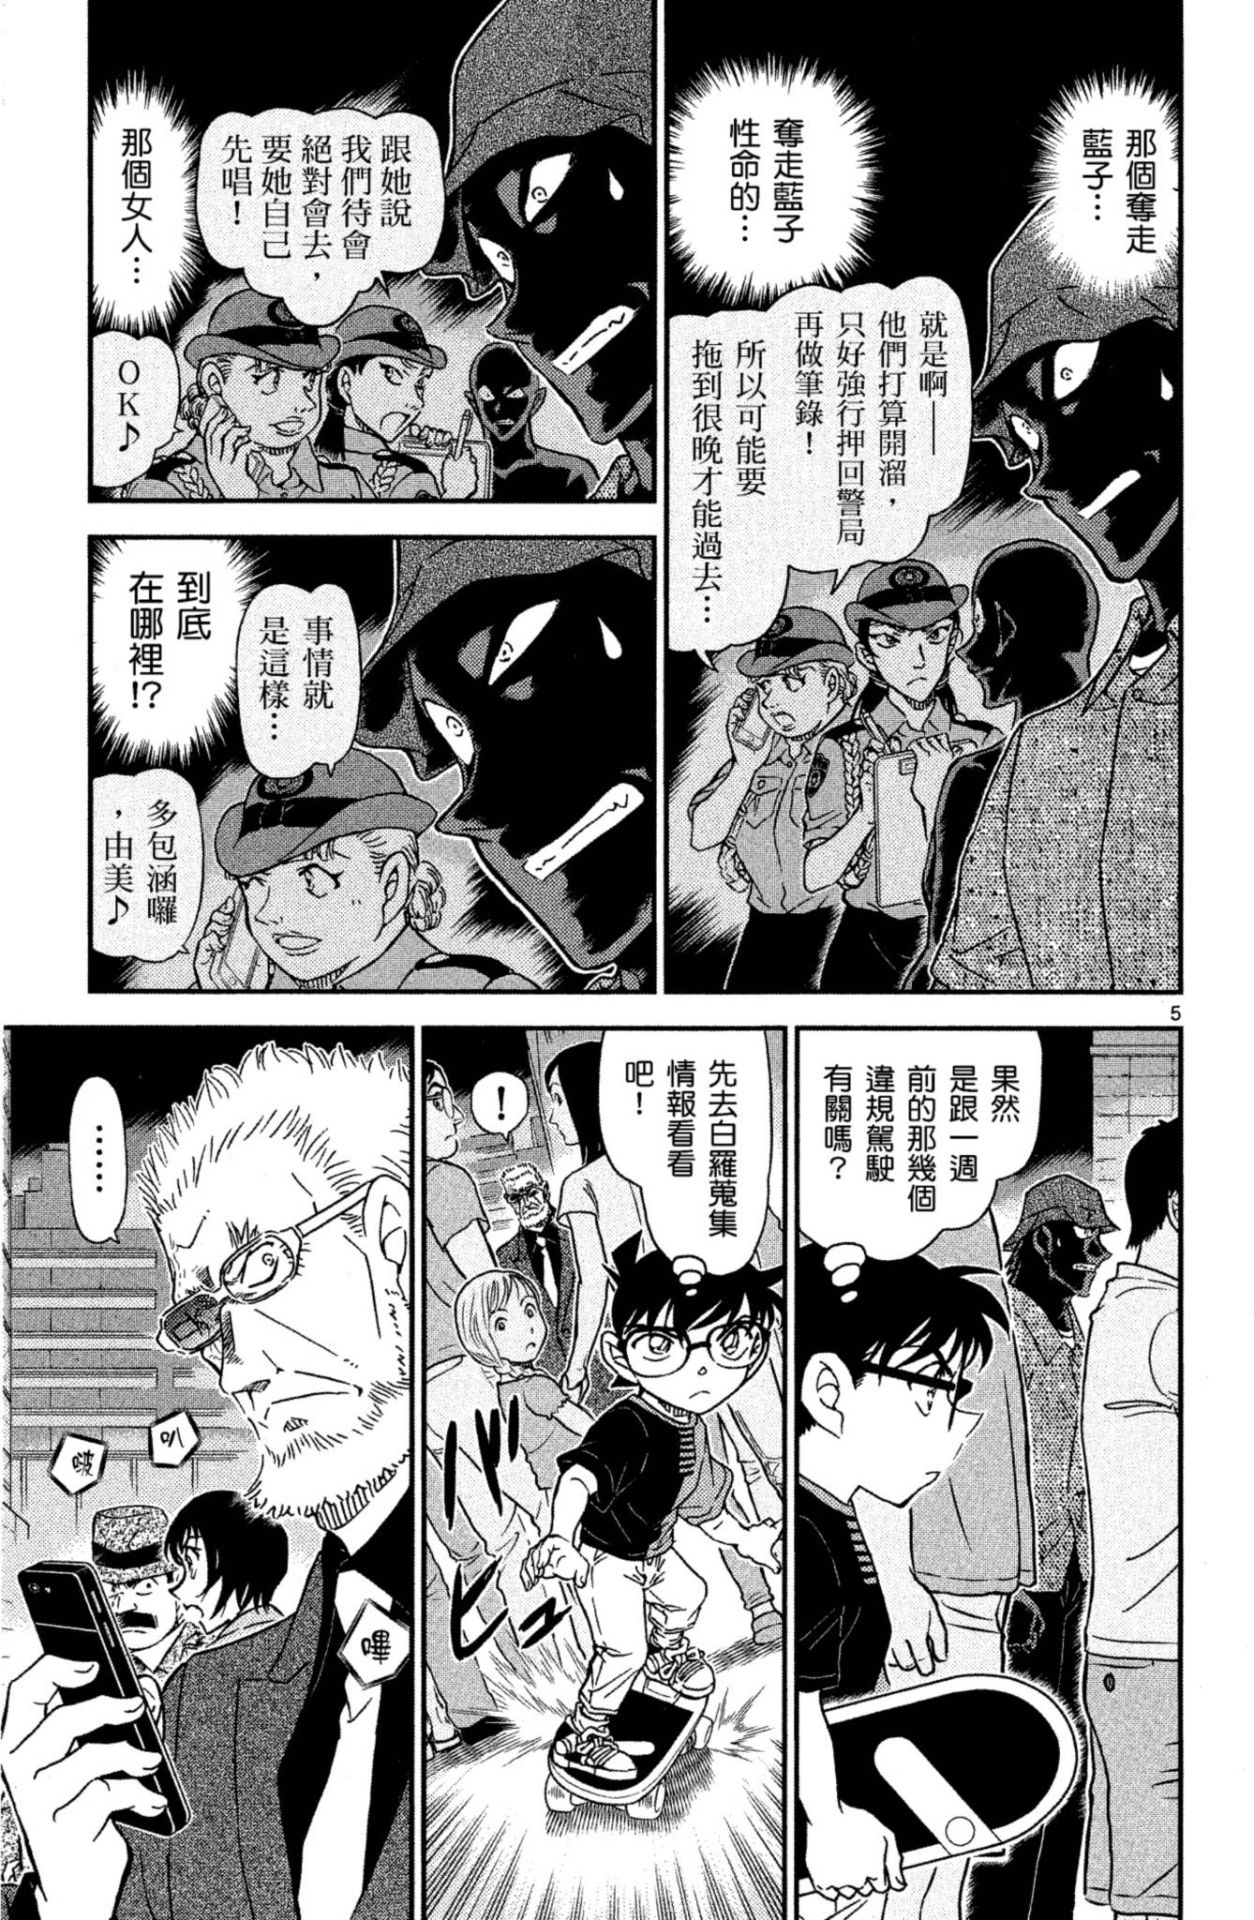 那個奪走
藍子…
奪走藍子
性命的…
就是啊——
他們打算開溜，
只好強行押回警局
再做筆錄！
所以可能要
拖到很晚才能過去…
跟她說
我們待會
絕對會去，
要她自己
先唱！
那個女人…
OK♪
事情就
是這樣…
到底
在哪裡!?
多包涵囉
，由美♪
5
果然
是跟一週
前的那幾個
違規駕駛
有關嗎？
先去白羅蒐集
情報看看
吧！
！
ビュ
ッ
……
叭
啵
嗶